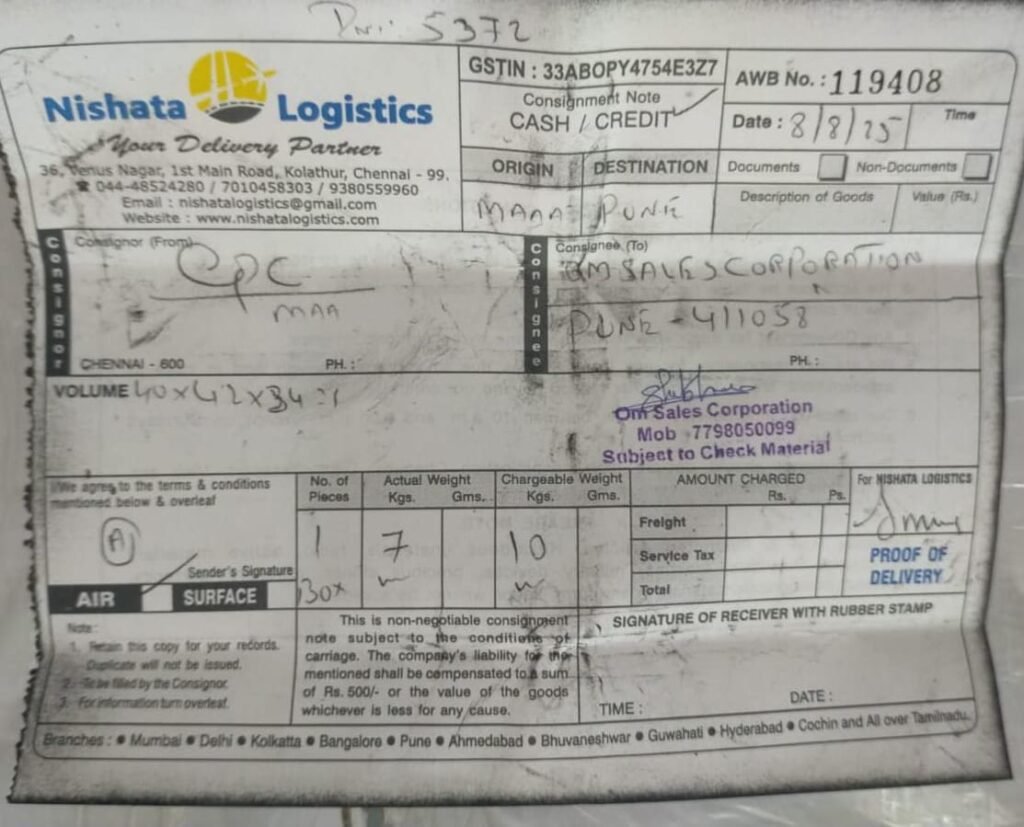 5372
Nishata Logistics
Your Delivery Partner
36, Venus Nagar, 1st Main Road, Kolathur, Chennai - 99.
☎ 044-48524280 / 7010458303 / 9380559960
Email : nishatalogistics@gmail.com
Website : www.nishatalogistics.com
GSTIN : 33ABOPY4754E3Z7
Consignment Note
CASH / CREDIT
AWB No. : 119408
Date : 8/8/25
Time
ORIGIN
DESTINATION
MAAA
PUNE
Documents
Non-Documents
Description of Goods
Value (Rs.)
Consignor
Consignor (From)
CPC
MAA
CHENNAI - 600
PH. :
Consignee
Consignee (To)
OM SALES CORPORATION
PUNE - 411058
PH. :
VOLUME 40x42x34 = 1
Om Sales Corporation
Mob 7798050099
Subject to Check Material
I/We agree to the terms & conditions
mentioned below & overleaf
A
Sender's Signature
AIR
SURFACE
No. of Pieces
1
Box
Actual Weight
Kgs.
Gms.
7
Chargeable Weight
Kgs.
Gms.
10
AMOUNT CHARGED
Rs.
Ps.
Freight
Service Tax
Total
For NISHATA LOGISTICS
PROOF OF
DELIVERY
Note :
1. Retain this copy for your records.
Duplicate will not be issued.
2. To be filled by the Consignor.
3. For information turn overleaf.
This is non-negotiable consignment
note subject to the conditions of
carriage. The company's liability for the
mentioned shall be compensated to a sum
of Rs. 500/- or the value of the goods
whichever is less for any cause.
SIGNATURE OF RECEIVER WITH RUBBER STAMP
TIME :
DATE :
Branches : ● Mumbai ● Delhi ● Kolkatta ● Bangalore ● Pune ● Ahmedabad ● Bhuvaneshwar ● Guwahati ● Hyderabad ● Cochin and All over Tamilnadu.